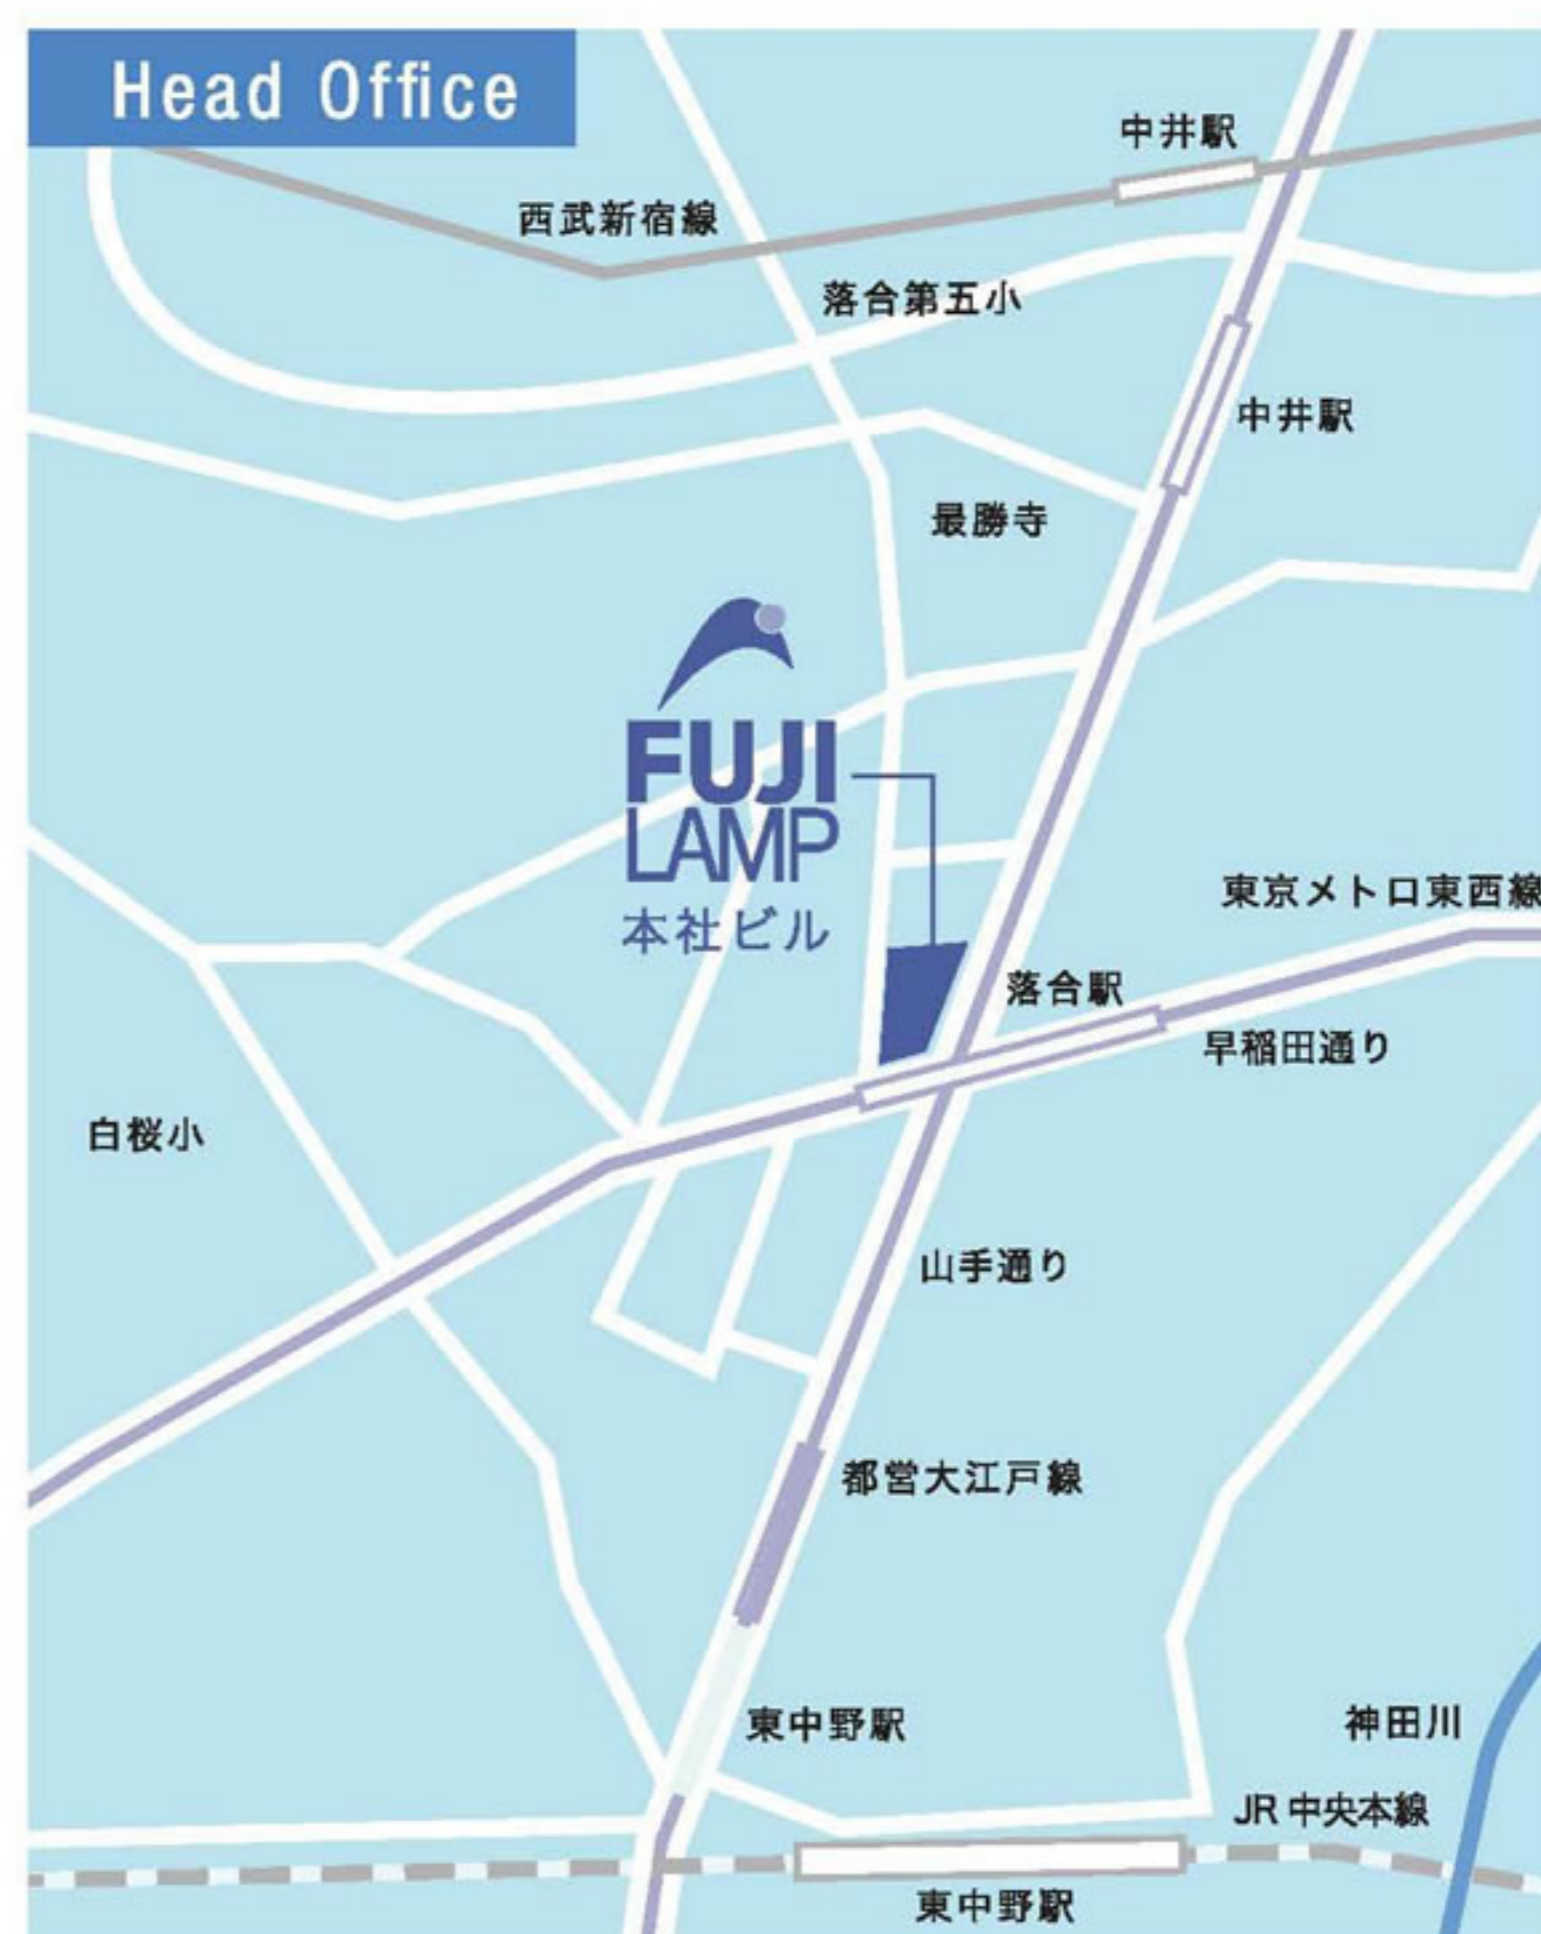 Head Office
中井駅
西武新宿線
落合第五小
中井駅
最勝寺
FUJI
LAMP
本社ビル
東京メトロ東西線
落合駅
早稲田通り
白桜小
山手通り
都営大江戸線
東中野駅
神田川
JR 中央本線
東中野駅